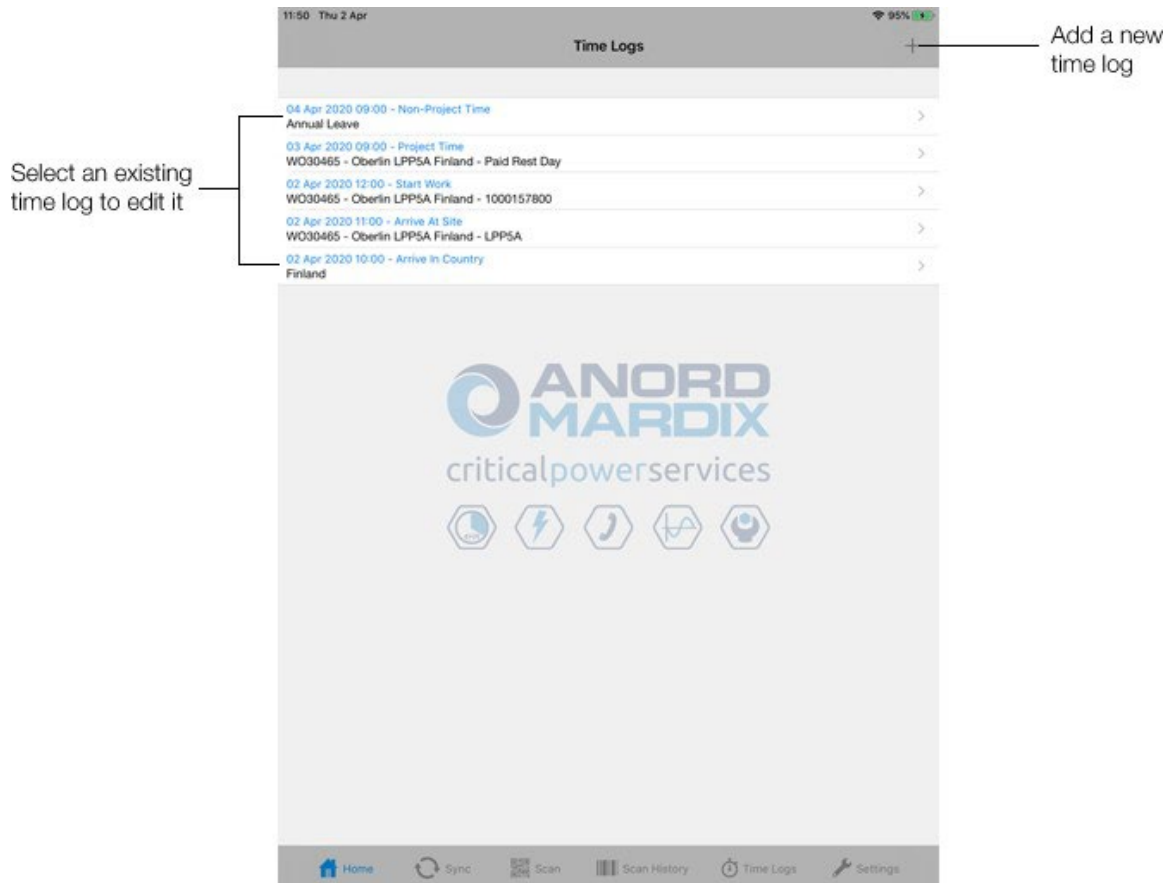 11:50 Thu 2 Apr 95%
Time Logs
Add a new
time log
04 Apr 2020 09:00 - Non-Project Time
Annual Leave
03 Apr 2020 09:00 - Project Time
WO30465 - Oberlin LPP5A Finland - Paid Rest Day
Select an existing
time log to edit it
02 Apr 2020 12:00 - Start Work
WO30465 - Oberlin LPP5A Finland - 1000157800
02 Apr 2020 11:00 - Arrive At Site
WO30465 - Oberlin LPP5A Finland - LPP5A
02 Apr 2020 10:00 - Arrive In Country
Finland
ANORD
MARDIX
criticalpowerservices
Home Sync Scan Scan History Time Logs Settings